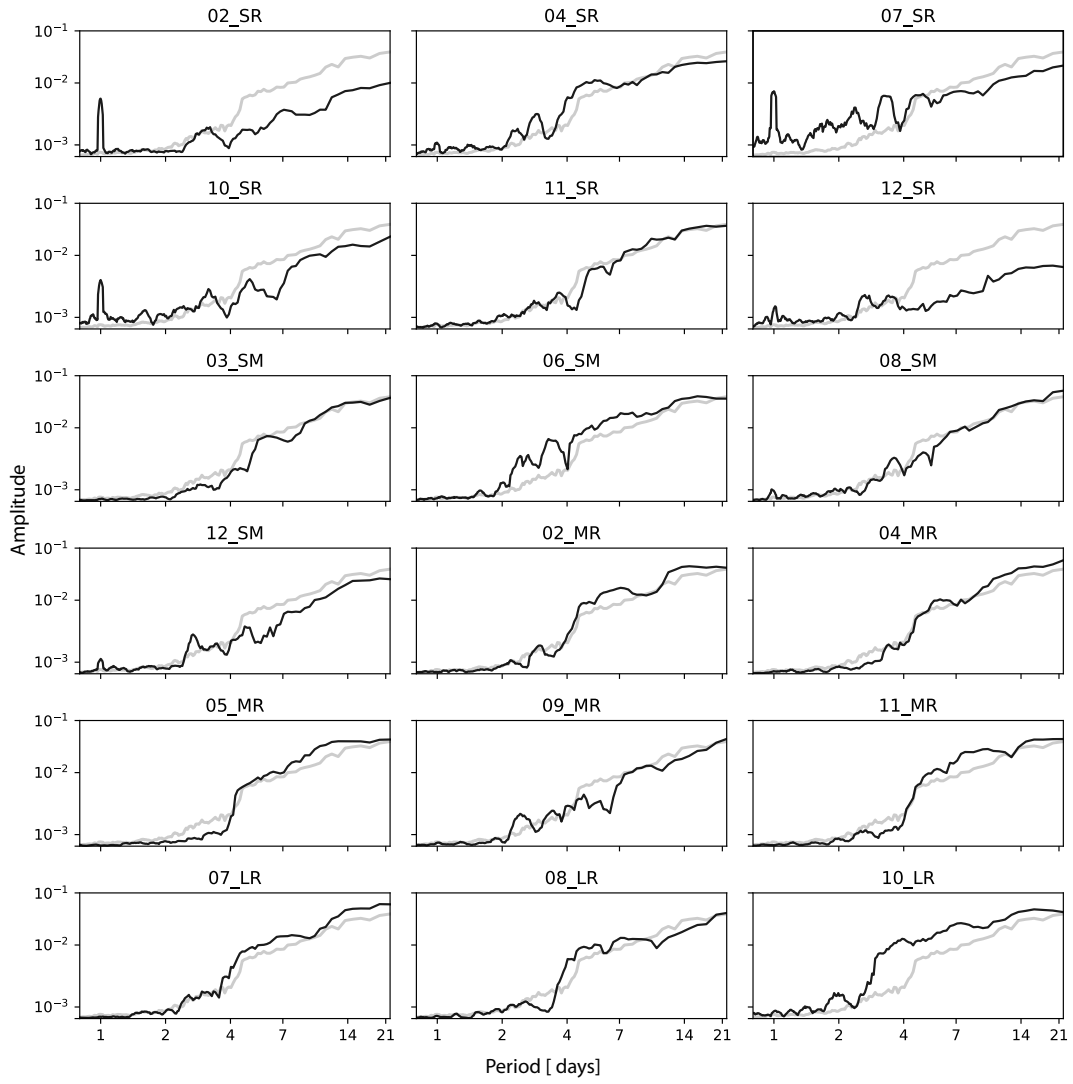 02_SR 04_SR 07_SR
10⁻¹
10⁻²
10⁻³
10_SR 11_SR 12_SR
10⁻¹
10⁻²
10⁻³
03_SM 06_SM 08_SM
10⁻¹
10⁻²
10⁻³
Amplitude
12_SM 02_MR 04_MR
10⁻¹
10⁻²
10⁻³
05_MR 09_MR 11_MR
10⁻¹
10⁻²
10⁻³
07_LR 08_LR 10_LR
10⁻¹
10⁻²
10⁻³
1 2 4 7 14 21 1 2 4 7 14 21 1 2 4 7 14 21
Period [ days]